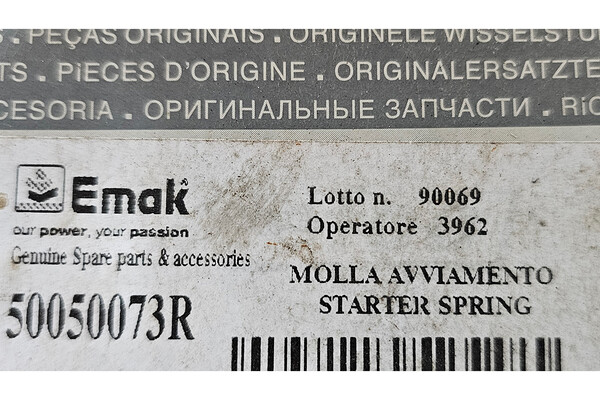 . PEÇAS ORIGINAIS . ORIGINELE WISSELSTU
TS . PiECES D'ORIGINE . ORIGINALERSATZTE
CESORIA . ОРИГИНАЛЬНЫЕ ЗАПЧАСТИ . RiC
Emak
our power, your passion
Genuine Spare parts & accessories
50050073R
Lotto n. 90069
Operatore 3962
MOLLA AVVIAMENTO
STARTER SPRING